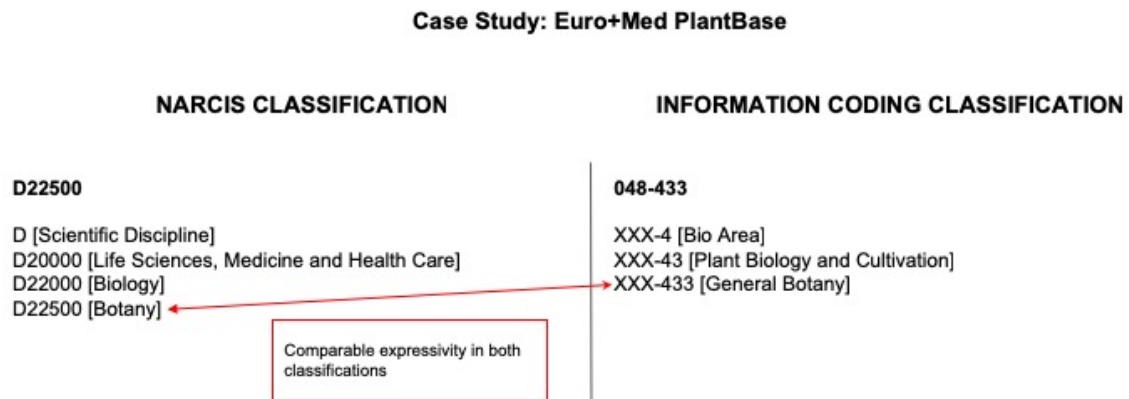 Case Study: Euro+Med PlantBase
NARCIS CLASSIFICATION
INFORMATION CODING CLASSIFICATION
D22500
D [Scientific Discipline]
D20000 [Life Sciences, Medicine and Health Care]
D22000 [Biology]
D22500 [Botany]
Comparable expressivity in both
classifications
048-433
XXX-4 [Bio Area]
XXX-43 [Plant Biology and Cultivation]
XXX-433 [General Botany]